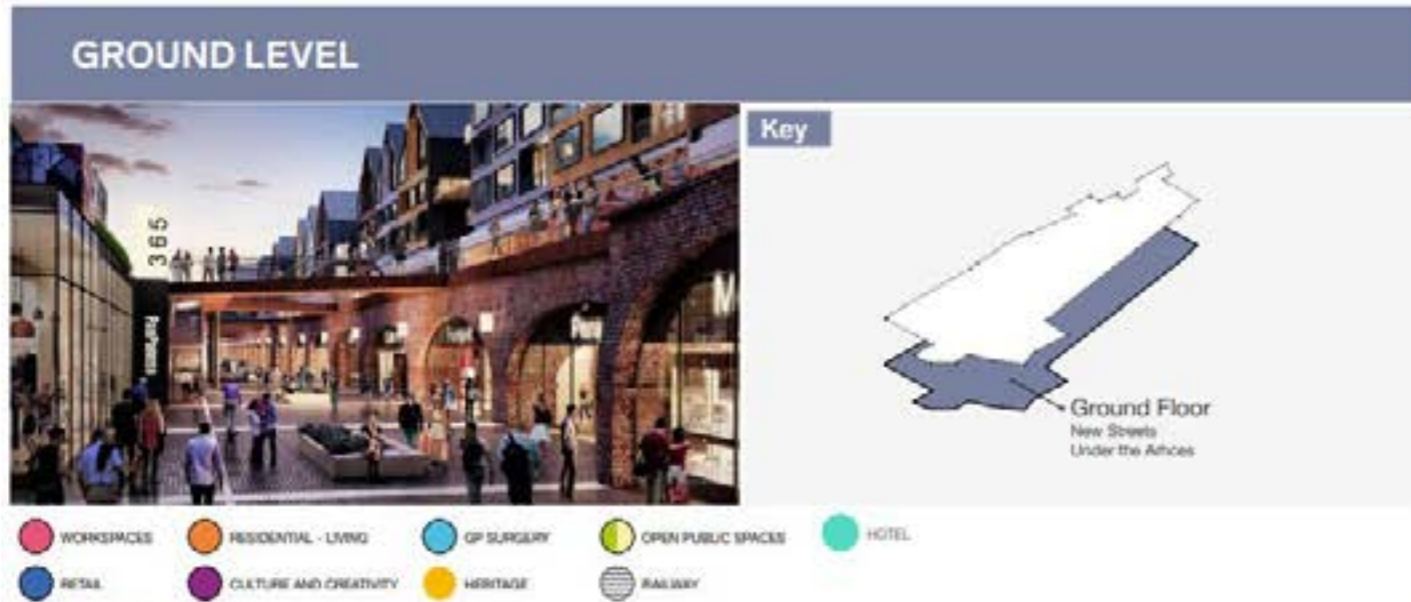 GROUND LEVEL
365
Key
Ground Floor
New Streets
Under the Arhces
WORKSPACES
RESIDENTIAL - LIVING
GP SURGERY
OPEN PUBLIC SPACES
HOTEL
RETAIL
CULTURE AND CREATIVITY
HERITAGE
RAILWAY